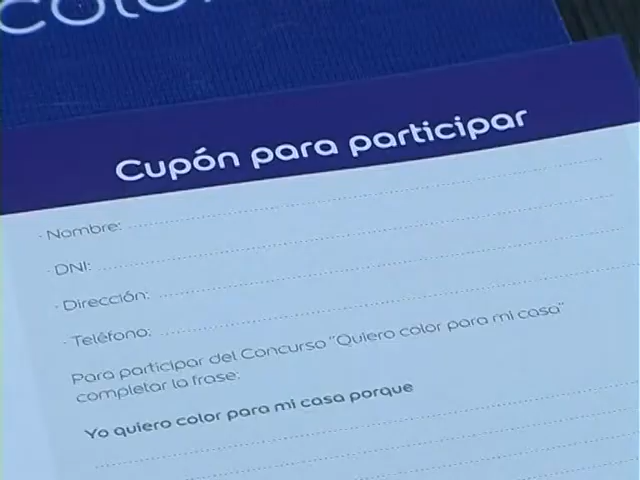 Cupón para participar
· Nombre:
· DNI:
· Dirección:
· Teléfono:
Para participar del Concurso "Quiero color para mi casa"
completar la frase:
Yo quiero color para mi casa porque